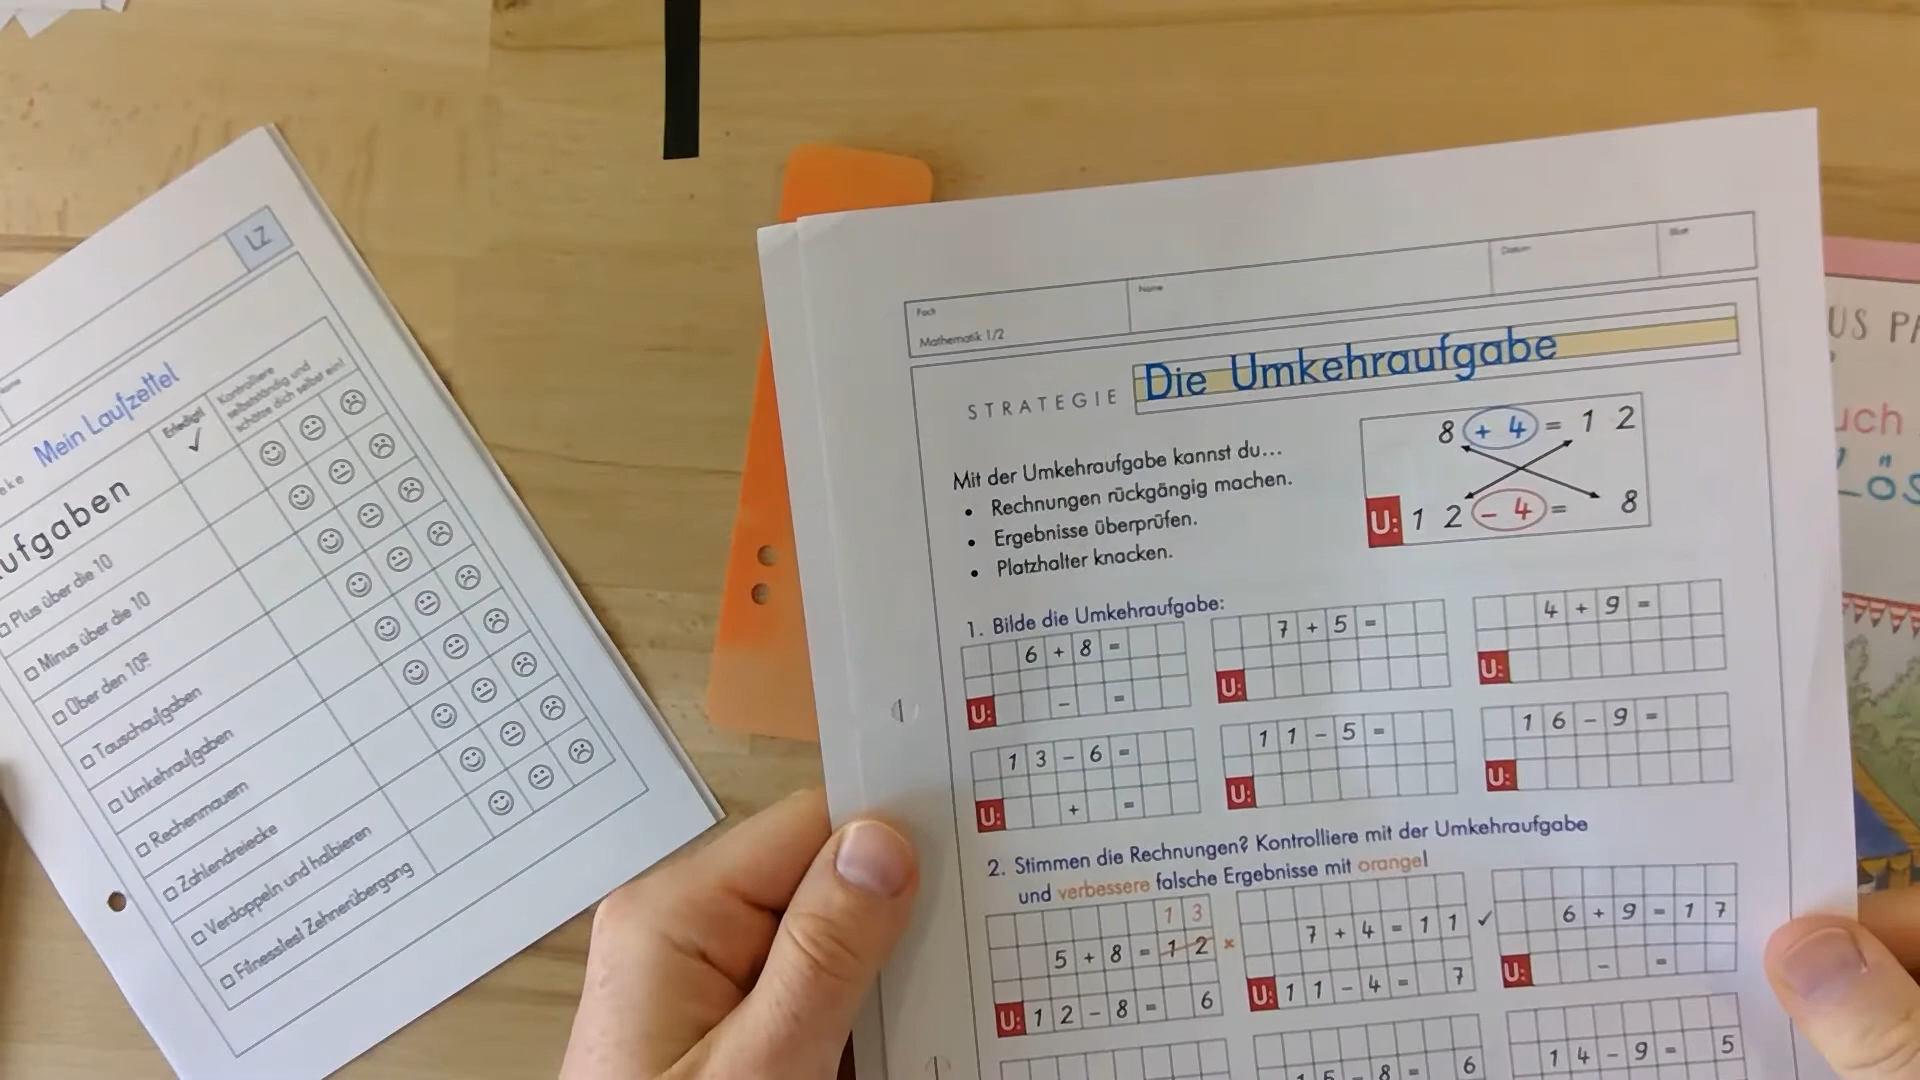 LZ
Name
Mein Laufzettel
Erledigt!
✓
Kontrolliere
selbstständig und
schätze dich selbst ein!
ufgaben
Plus über die 10
Minus über die 10
Über den 10er
Tauschaufgaben
Umkehraufgaben
Rechenmauern
Zahlendreiecke
Verdoppeln und halbieren
Fitnesstest Zehnerübergang
Fach
Mathematik 1/2
Name
Datum
Blatt
STRATEGIE Die Umkehraufgabe
Mit der Umkehraufgabe kannst du...
• Rechnungen rückgängig machen.
• Ergebnisse überprüfen.
• Platzhalter knacken.
8 + 4 = 1 2
U: 1 2 - 4 = 8
1. Bilde die Umkehraufgabe:
6 + 8 =
U: - =
7 + 5 =
U:
4 + 9 =
U:
1 3 - 6 =
U: + =
1 1 - 5 =
U:
1 6 - 9 =
U:
2. Stimmen die Rechnungen? Kontrolliere mit der Umkehraufgabe
und verbessere falsche Ergebnisse mit orange!
1 3
5 + 8 = 1 2 ×
U: 1 2 - 8 = 6
7 + 4 = 1 1 ✓
U: 1 1 - 4 = 7
6 + 9 = 1 7
U: - =
1 5 - 8 = 6
1 4 - 9 = 5